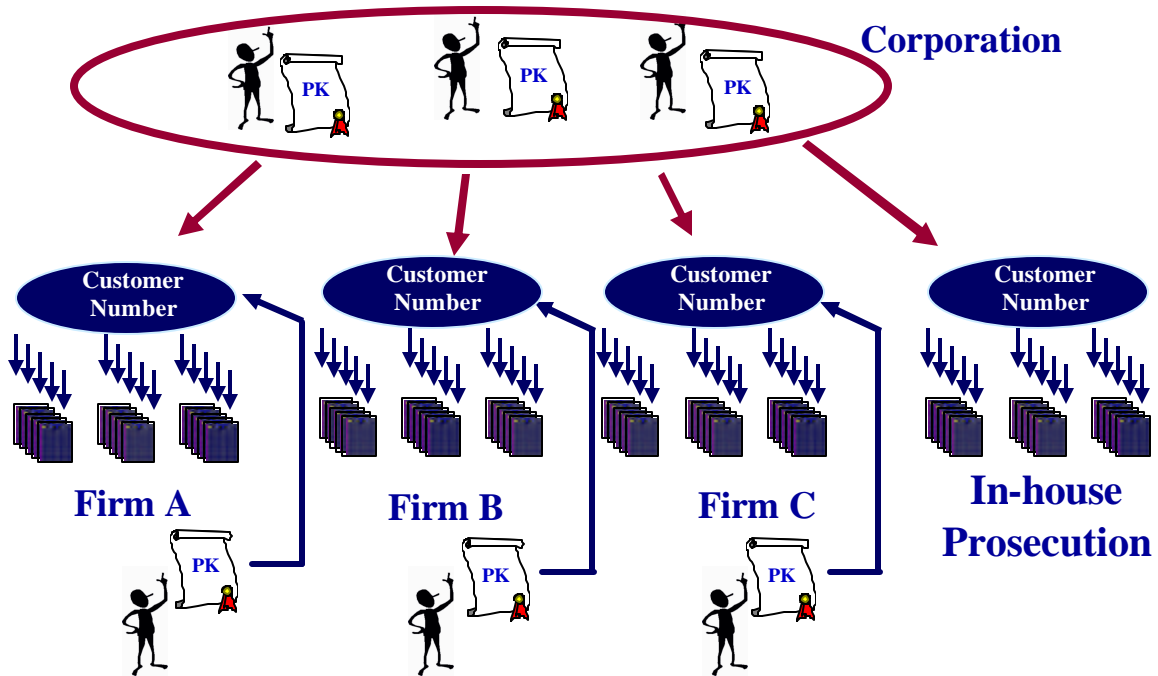 Corporation
PK
PK
PK
Customer
Number
Customer
Number
Customer
Number
Customer
Number
Firm A
Firm B
Firm C
In-house
Prosecution
PK
PK
PK